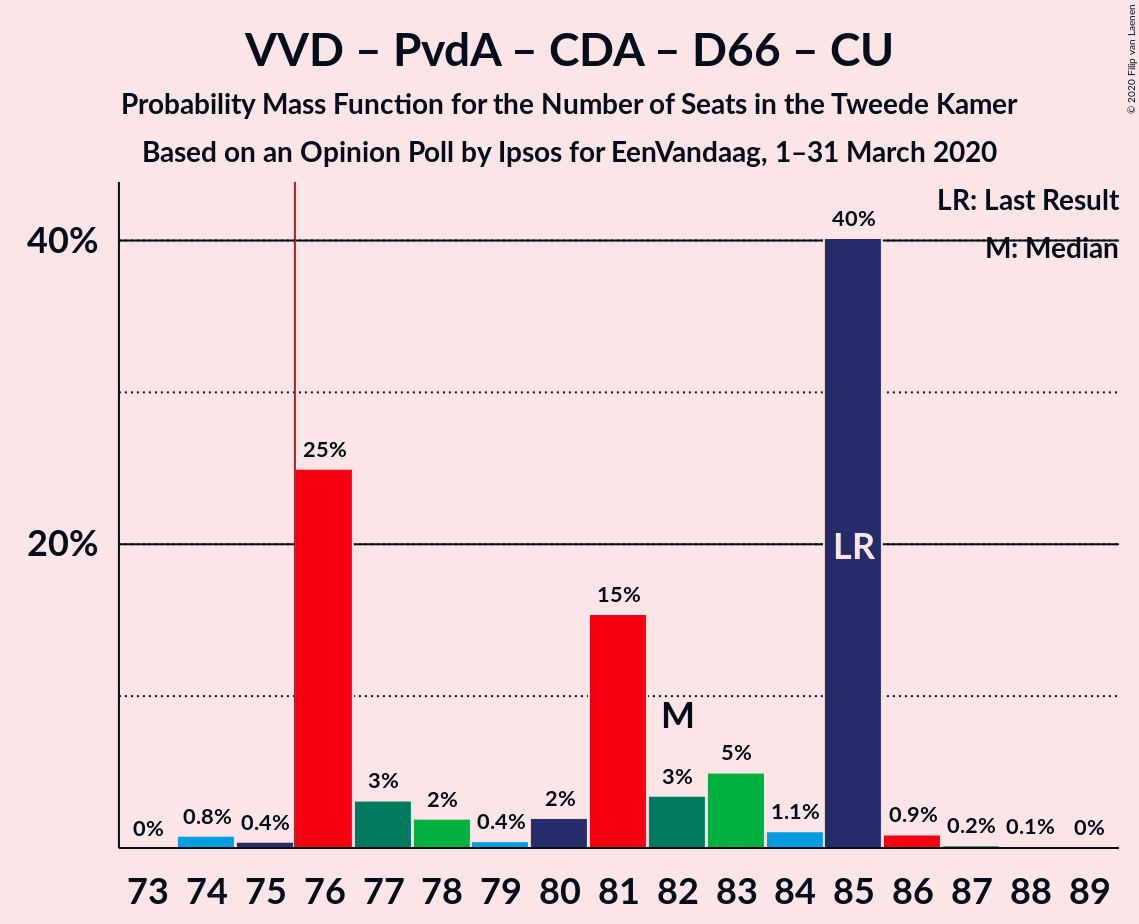 VVD – PvdA – CDA – D66 – CU
Probability Mass Function for the Number of Seats in the Tweede Kamer
Based on an Opinion Poll by Ipsos for EenVandaag, 1–31 March 2020
© 2020 Filip van Laenen
LR: Last Result
M: Median
40%
20%
0%
0.8%
0.4%
25%
3%
2%
0.4%
2%
15%
M
3%
5%
1.1%
40%
LR
0.9%
0.2%
0.1%
0%
73 74 75 76 77 78 79 80 81 82 83 84 85 86 87 88 89